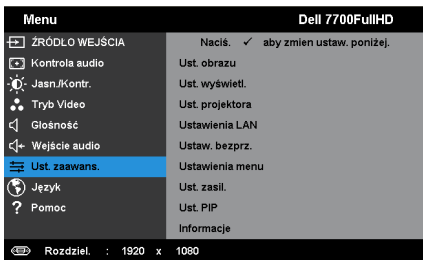 Menu Dell 7700FullHD
ŹRÓDŁO WEJŚCIA Naciś. ✓ aby zmien ustaw. poniżej.
Kontrola audio Ust. obrazu
Jasn./Kontr. Ust. wyświetl.
Tryb Video Ust. projektora
Głośność Ustawienia LAN
Wejście audio Ustaw. bezprz.
Ust. zaawans. Ustawienia menu
Język Ust. zasil.
? Pomoc Ust. PIP
Informacje
Rozdziel. : 1920 x 1080